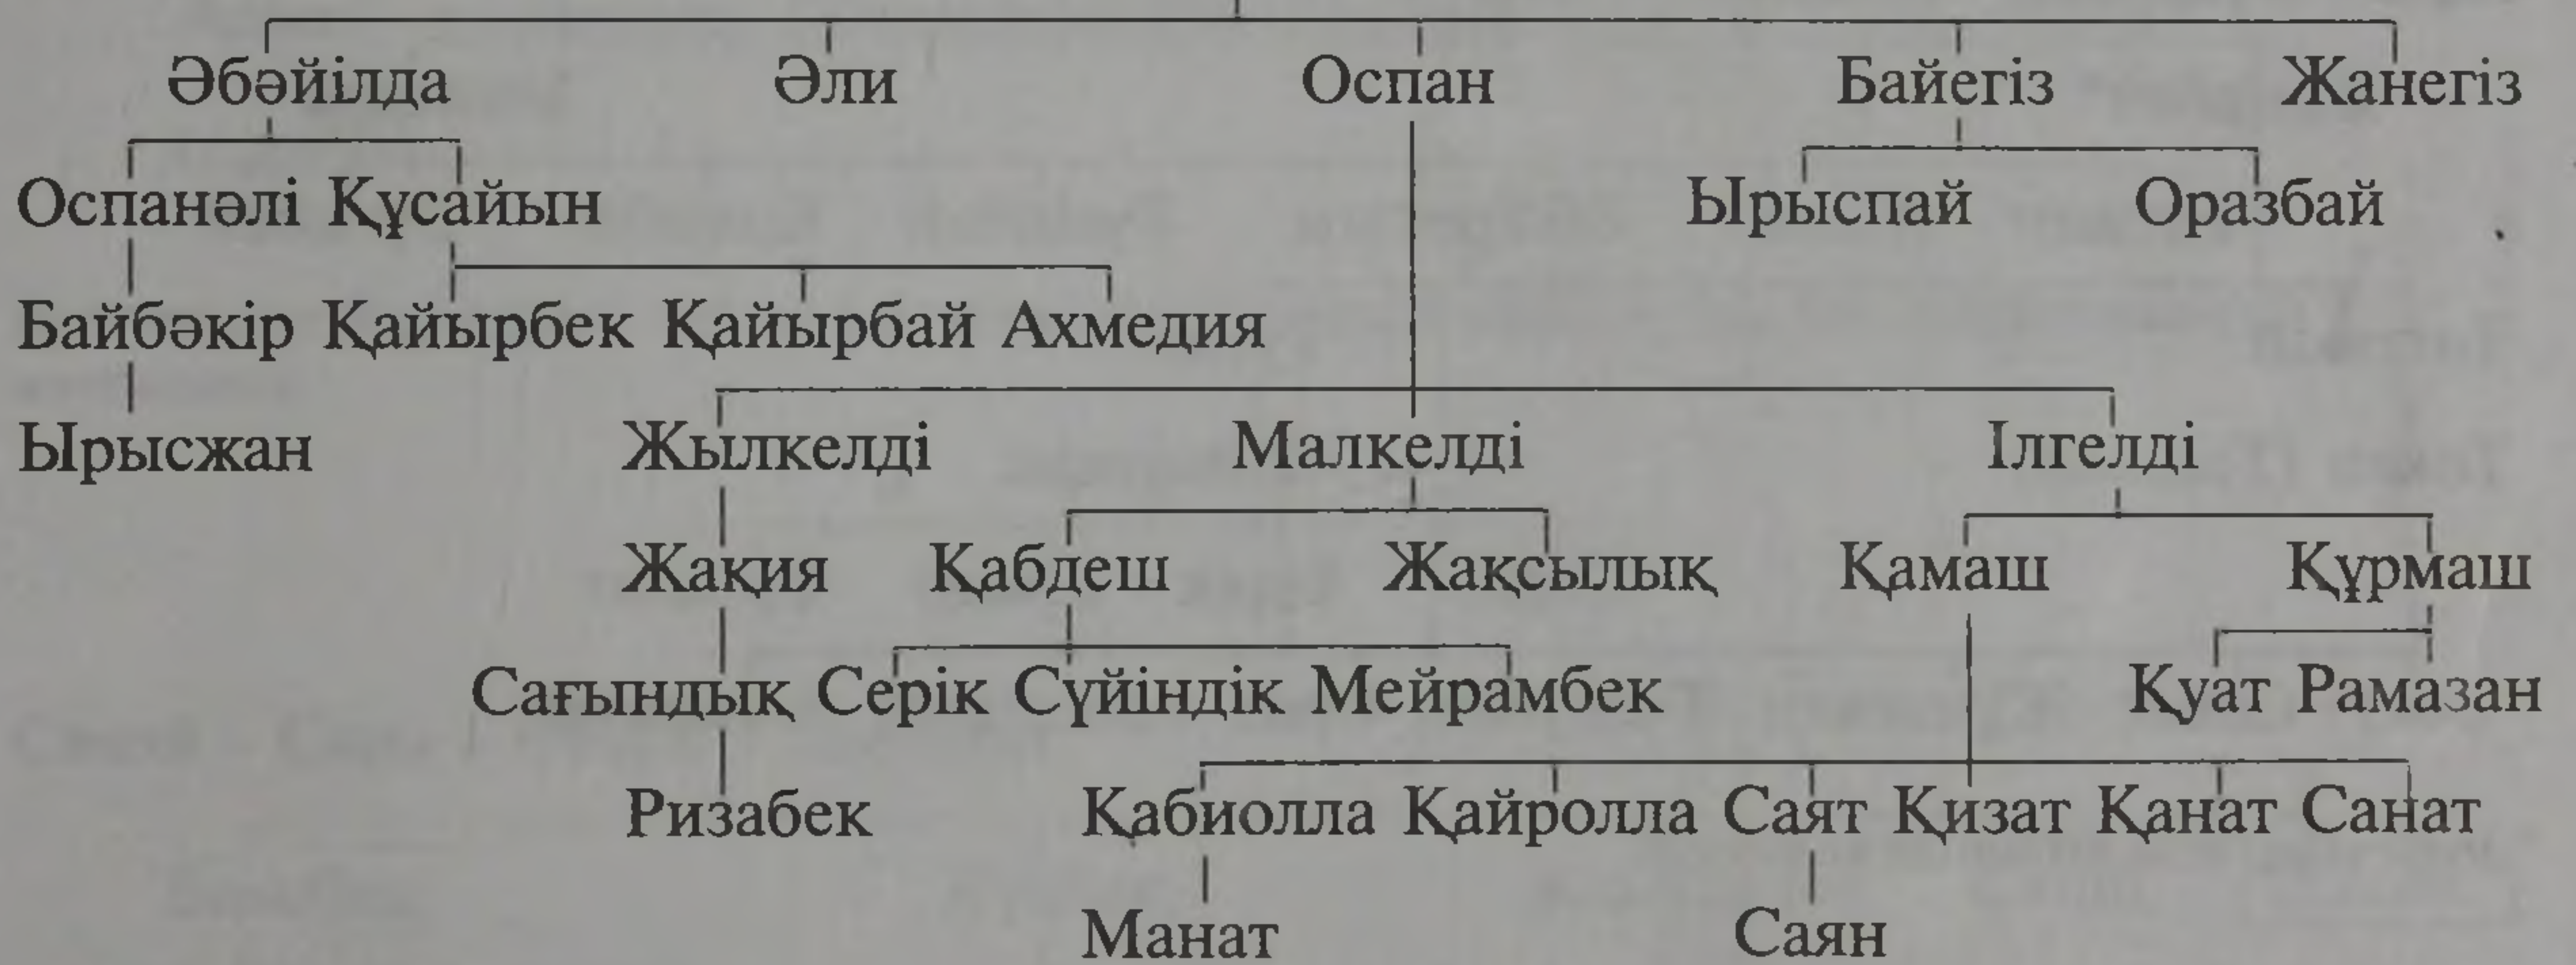 Әбәйілда Әли Оспан Байегіз Жанегіз
Оспанәлі Құсайын Ырыспай Оразбай
Байбәкір Қайырбек Қайырбай Ахмедия
Ырысжан Жылкелді Малкелді Ілгелді
Жақия Қабдеш Жақсылық Қамаш Құрмаш
Сағындық Серік Сүйіндік Мейрамбек Қуат Рамазан
Ризабек Қабиолла Қайролла Саят Қизат Қанат Санат
Манат Саян